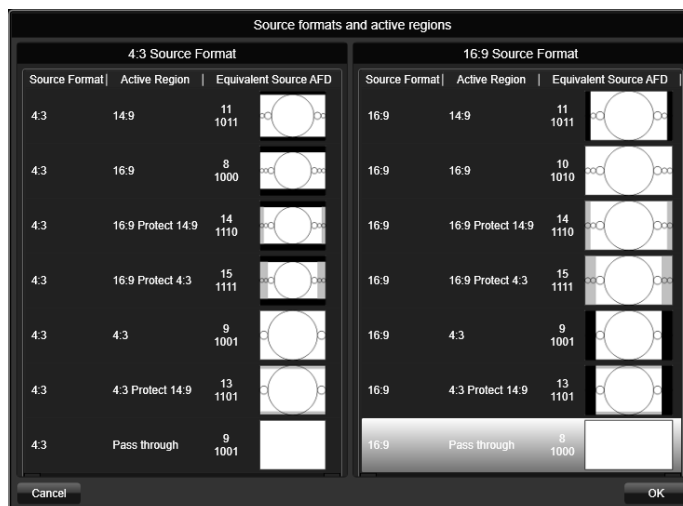 Source formats and active regions
4:3 Source Format
Source Format | Active Region | Equivalent Source AFD
4:3 14:9 11 1011
4:3 16:9 8 1000
4:3 16:9 Protect 14:9 14 1110
4:3 16:9 Protect 4:3 15 1111
4:3 4:3 9 1001
4:3 4:3 Protect 14:9 13 1101
4:3 Pass through 9 1001
16:9 Source Format
Source Format | Active Region | Equivalent Source AFD |
16:9 14:9 11 1011
16:9 16:9 10 1010
16:9 16:9 Protect 14:9 14 1110
16:9 16:9 Protect 4:3 15 1111
16:9 4:3 9 1001
16:9 4:3 Protect 14:9 13 1101
16:9 Pass through 8 1000
Cancel
OK